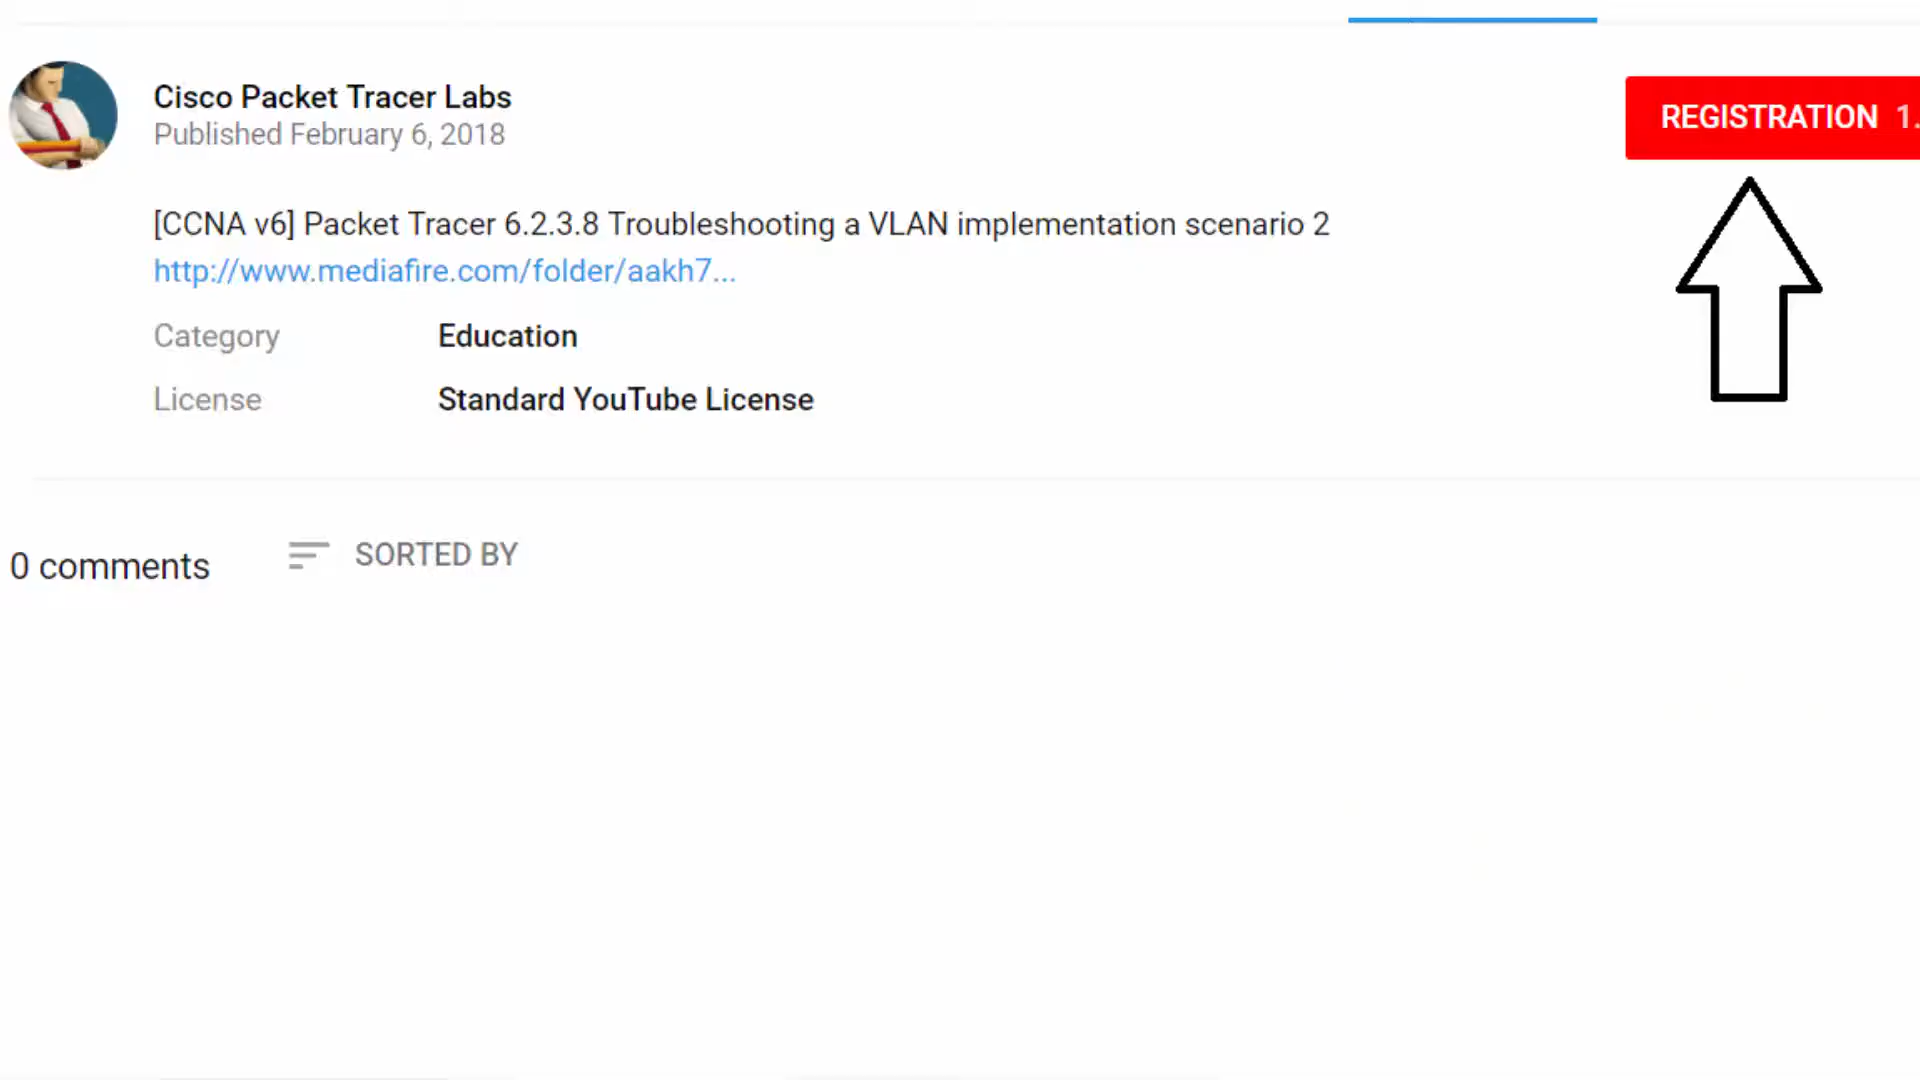 Cisco Packet Tracer Labs
Published February 6, 2018
REGISTRATION 1.
[CCNA v6] Packet Tracer 6.2.3.8 Troubleshooting a VLAN implementation scenario 2
http://www.mediafire.com/folder/aakh7...
Category Education
License Standard YouTube License
0 comments SORTED BY